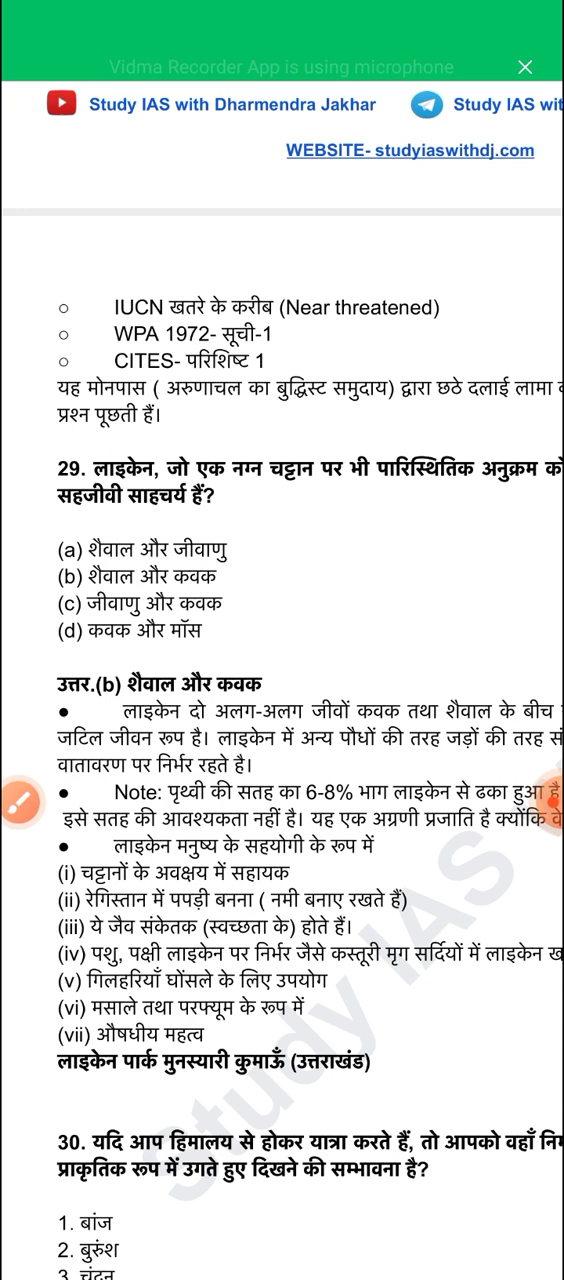 Vidma Recorder App is using microphone
Study IAS with Dharmendra Jakhar
Study IAS
WEBSITE- studyiaswithdj.com
○ IUCN खतरे के करीब (Near threatened)
○ WPA 1972- सूची-1
○ CITES- परिशिष्ट 1
यह मोनपास ( अरुणाचल का बुद्धिस्ट समुदाय) द्वारा छठे दलाई लामा
प्रश्न पूछती हैं।
29. लाइकेन, जो एक नग्न चट्टान पर भी पारिस्थितिक अनुक्रम को
सहजीवी साहचर्य हैं?
(a) शैवाल और जीवाणु
(b) शैवाल और कवक
(c) जीवाणु और कवक
(d) कवक और मॉस
उत्तर.(b) शैवाल और कवक
● लाइकेन दो अलग-अलग जीवों कवक तथा शैवाल के बीच
जटिल जीवन रूप है। लाइकेन में अन्य पौधों की तरह जड़ों की तरह
वातावरण पर निर्भर रहते है।
● Note: पृथ्वी की सतह का 6-8% भाग लाइकेन से ढका हुआ है
इसे सतह की आवश्यकता नहीं है। यह एक अग्रणी प्रजाति है क्योंकि
● लाइकेन मनुष्य के सहयोगी के रूप में
(i) चट्टानों के अवक्षय में सहायक
(ii) रेगिस्तान में पपड़ी बनना ( नमी बनाए रखते हैं)
(iii) ये जैव संकेतक (स्वच्छता के) होते हैं।
(iv) पशु, पक्षी लाइकेन पर निर्भर जैसे कस्तूरी मृग सर्दियों में लाइकेन
(v) गिलहरियाँ घोंसले के लिए उपयोग
(vi) मसाले तथा परफ्यूम के रूप में
(vii) औषधीय महत्व
लाइकेन पार्क मुनस्यारी कुमाऊँ (उत्तराखंड)
Study IAS
30. यदि आप हिमालय से होकर यात्रा करते हैं, तो आपको वहाँ
प्राकृतिक रूप में उगते हुए दिखने की सम्भावना है?
1. बांज
2. बुरुंश
3. चंदन